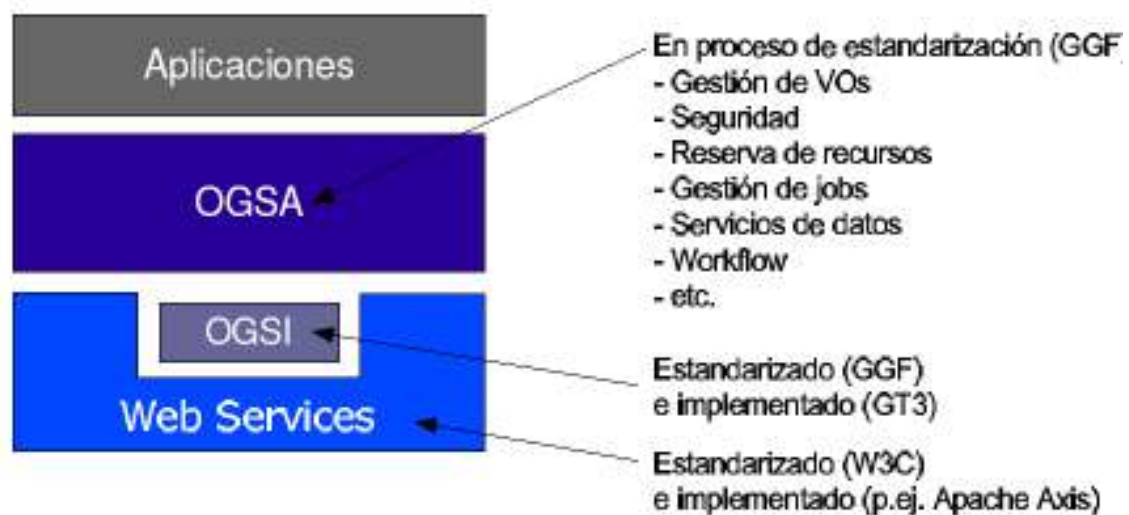 Aplicaciones
OGSA
OGSI
Web Services
En proceso de estandarización (GGF)
- Gestión de VOs
- Seguridad
- Reserva de recursos
- Gestión de jobs
- Servicios de datos
- Workflow
- etc.
Estandarizado (GGF)
e implementado (GT3)
Estandarizado (W3C)
e implementado (p.ej. Apache Axis)